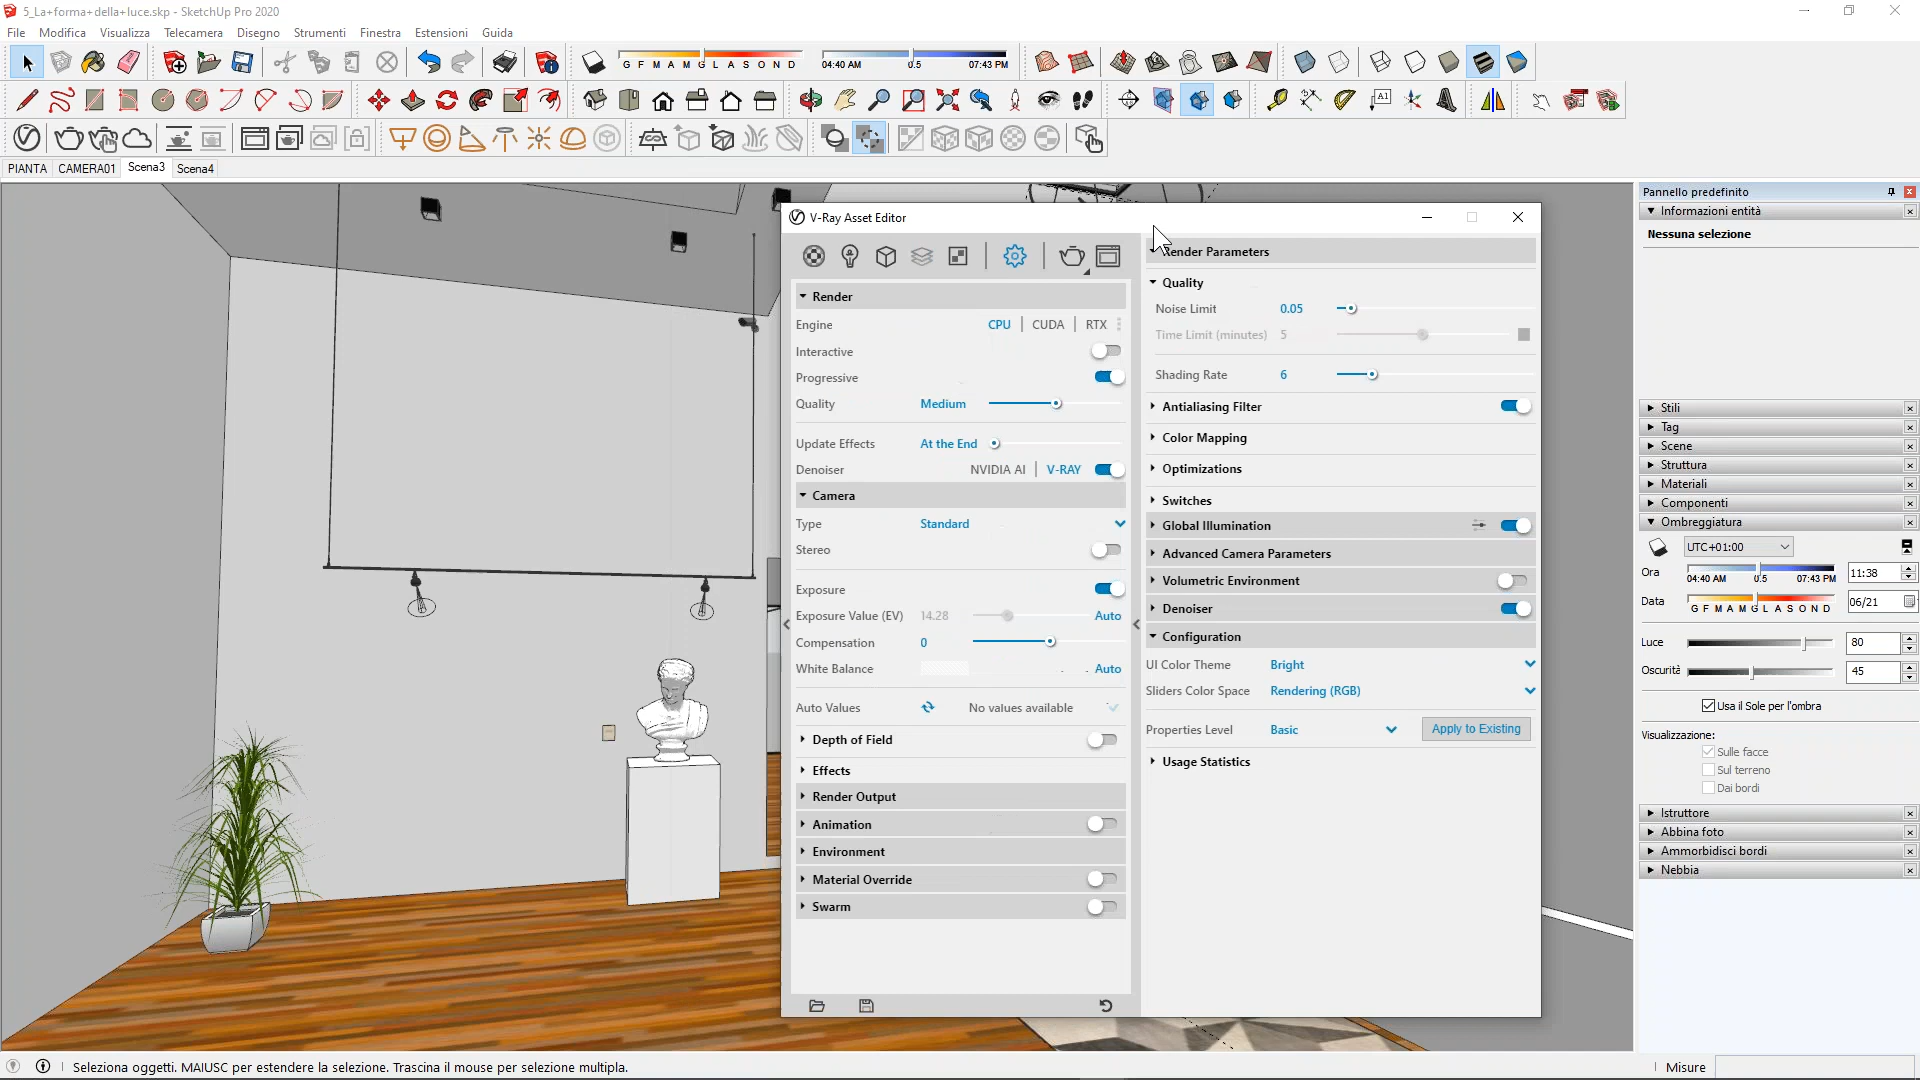 5_La+forma+della+luce.skp - SketchUp Pro 2020
File Modifica Visualizza Telecamera Disegno Strumenti Finestra Estensioni Guida
G F M A M G L A S O N D
04:40 AM 0.5 07:43 PM
A1
PIANTA CAMERA01 Scena3 Scena4
V-Ray Asset Editor
Render
Engine CPU CUDA RTX
Interactive
Progressive
Quality Medium
Update Effects At the End
Denoiser NVIDIA AI V-RAY
Camera
Type Standard
Stereo
Exposure
Exposure Value (EV) 14.28 Auto
Compensation 0
White Balance Auto
Auto Values No values available
Depth of Field
Effects
Render Output
Animation
Environment
Material Override
Swarm
Render Parameters
Quality
Noise Limit 0.05
Time Limit (minutes) 5
Shading Rate 6
Antialiasing Filter
Color Mapping
Optimizations
Switches
Global Illumination
Advanced Camera Parameters
Volumetric Environment
Denoiser
Configuration
UI Color Theme Bright
Sliders Color Space Rendering (RGB)
Properties Level Basic Apply to Existing
Usage Statistics
Pannello predefinito
Informazioni entità
Nessuna selezione
Stili
Tag
Scene
Struttura
Materiali
Componenti
Ombreggiatura
UTC+01:00
Ora 04:40 AM 0.5 07:43 PM 11:38
Data G F M A M G L A S O N D 06/21
Luce 80
Oscurità 45
Usa il Sole per l'ombra
Visualizzazione:
Sulle facce
Sul terreno
Dai bordi
Istruttore
Abbina foto
Ammorbidisci bordi
Nebbia
Seleziona oggetti. MAIUSC per estendere la selezione. Trascina il mouse per selezione multipla.
Misure